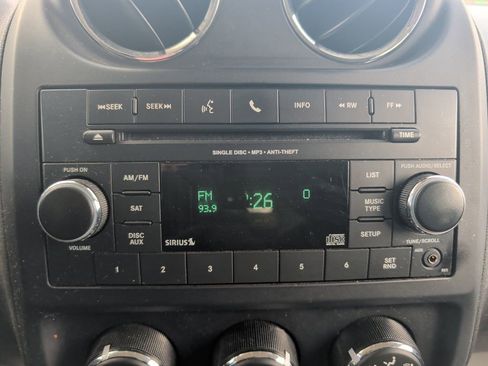 SEEK SEEK INFO RW FF
TIME
SINGLE DISC • MP3 • ANTI-THEFT
PUSH ON
VOLUME
AM/FM
SAT
DISC AUX
FM
93.9
:26
0
SIRIUS
LIST
MUSIC TYPE
SETUP
PUSH AUDIO/SELECT
TUNE/SCROLL
1 2 3 4 5 6 SET RND